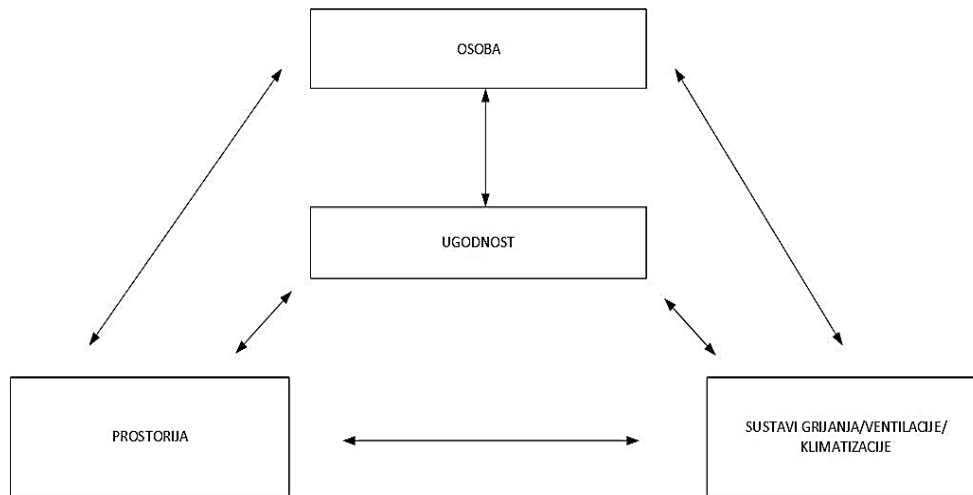 OSOBA
UGODNOST
PROSTORIJA
SUSTAVI GRIJANJA/VENTILACIJE/
KLIMATIZACIJE